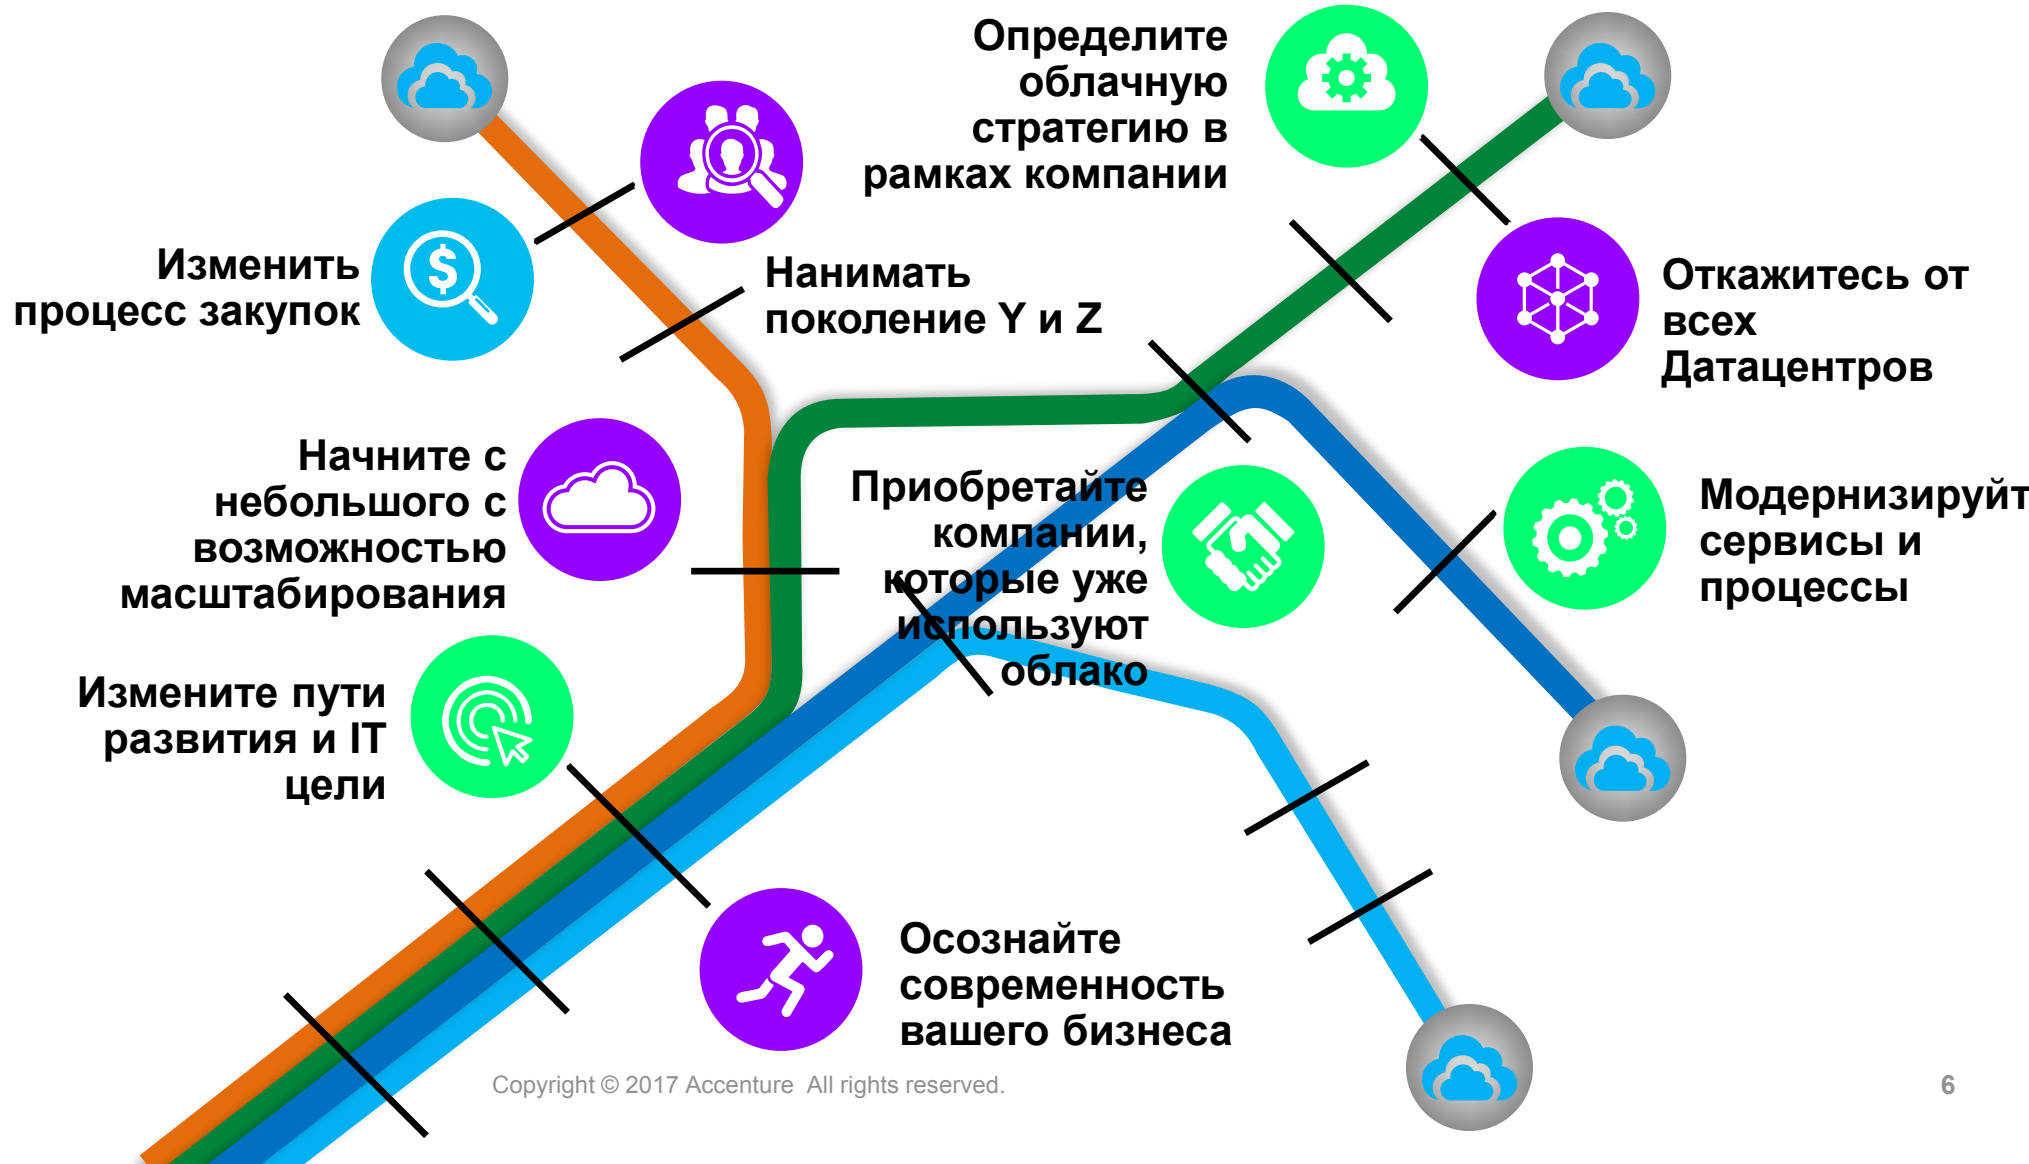 Определите
облачную
стратегию в
рамках компании
Изменить
процесс закупок
Нанимать
поколение Y и Z
Откажитесь от
всех
Датацентров
Начните с
небольшого с
возможностью
масштабирования
Приобретайте
компании,
которые уже
используют
облако
Модернизируйт
сервисы и
процессы
Измените пути
развития и IT
цели
Осознайте
современность
вашего бизнеса
$
Copyright © 2017 Accenture All rights reserved.
6